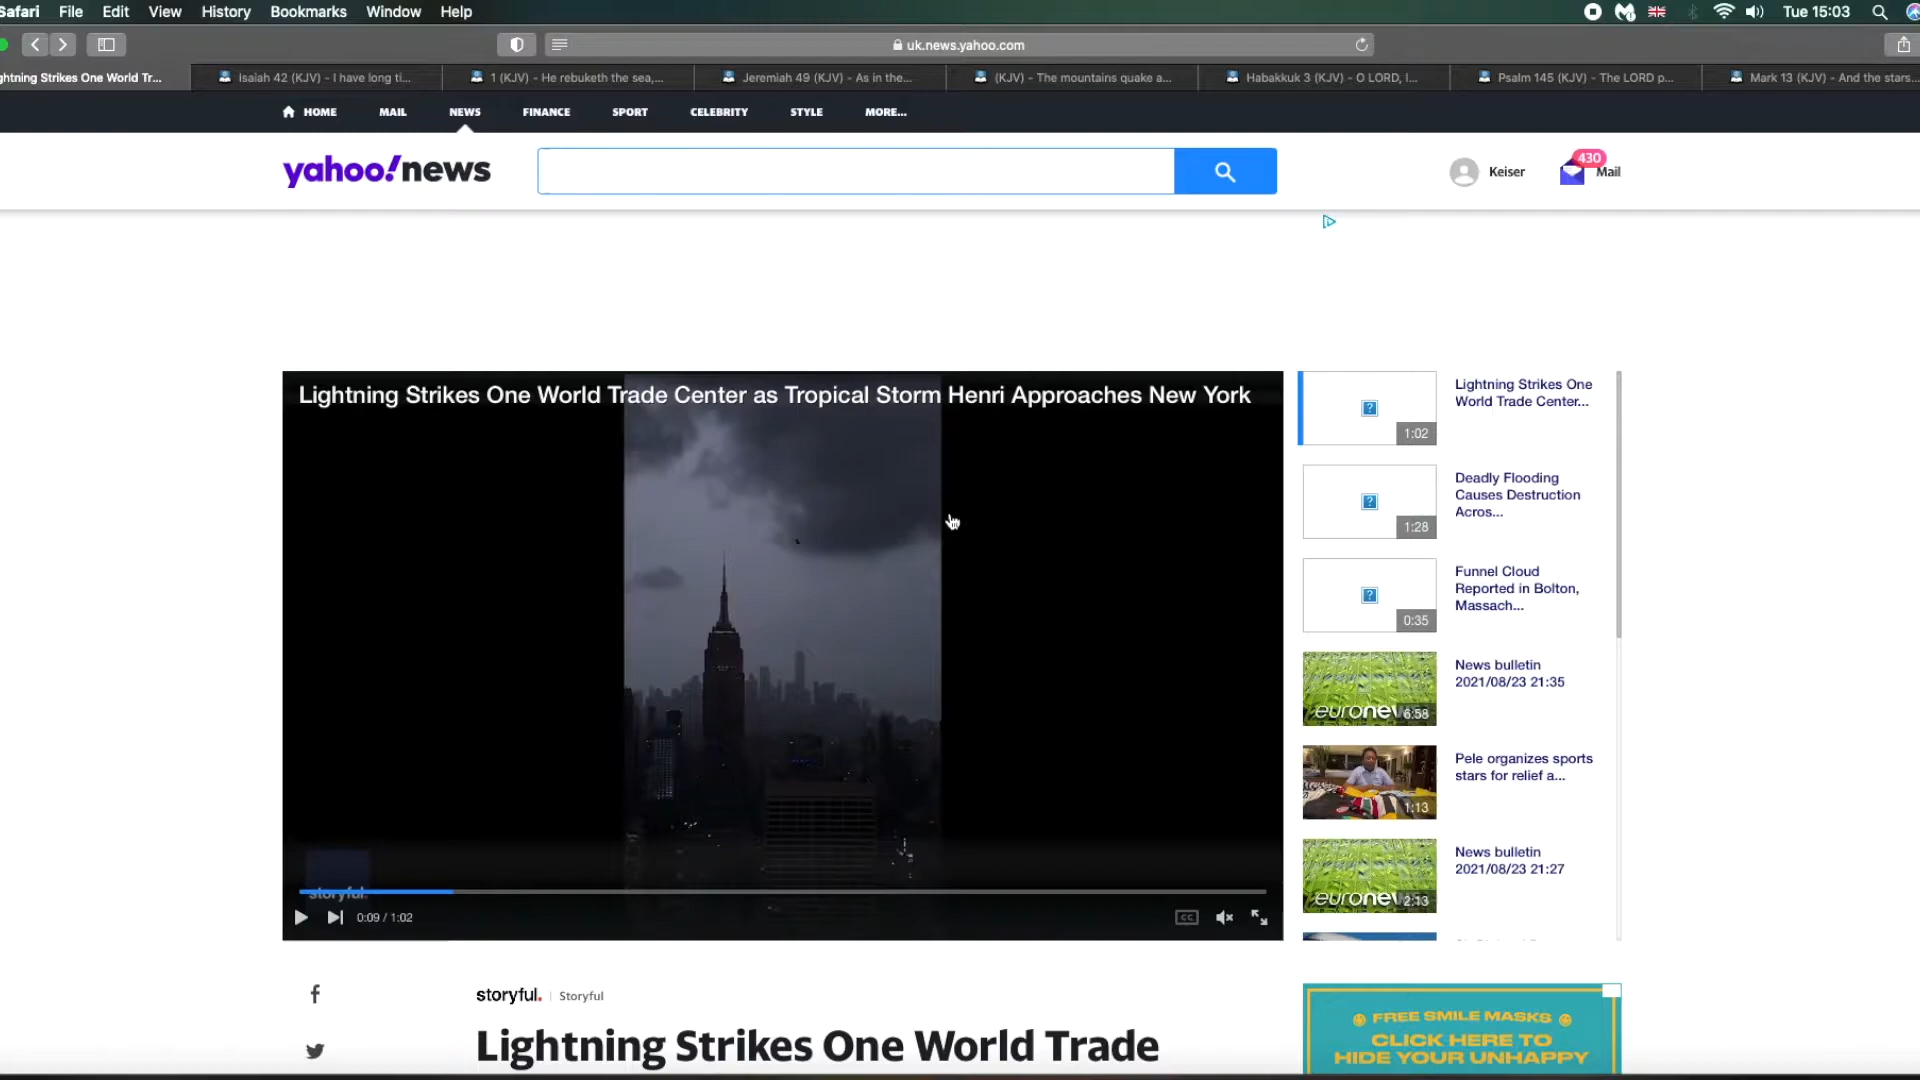 Safari File Edit View History Bookmarks Window Help Tue 15:03
uk.news.yahoo.com
ghtning Strikes One World Tr... Isaiah 42 (KJV) - I have long ti... 1 (KJV) - He rebuketh the sea,... Jeremiah 49 (KJV) - As in the... (KJV) - The mountains quake a... Habakkuk 3 (KJV) - O LORD, I... Psalm 145 (KJV) - The LORD p... Mark 13 (KJV) - And the stars...
HOME MAIL NEWS FINANCE SPORT CELEBRITY STYLE MORE...
yahoo!news
Keiser
430
Mail
Lightning Strikes One World Trade Center as Tropical Storm Henri Approaches New York
storyful.
0:09 / 1:02
CC
Lightning Strikes One
World Trade Center...
1:02
Deadly Flooding
Causes Destruction
Acros...
1:28
Funnel Cloud
Reported in Bolton,
Massach...
0:35
News bulletin
2021/08/23 21:35
euronew
6:58
Pele organizes sports
stars for relief a...
1:13
News bulletin
2021/08/23 21:27
euronew
2:13
storyful. | Storyful
Lightning Strikes One World Trade
FREE SMILE MASKS
CLICK HERE TO
HIDE YOUR UNHAPPY